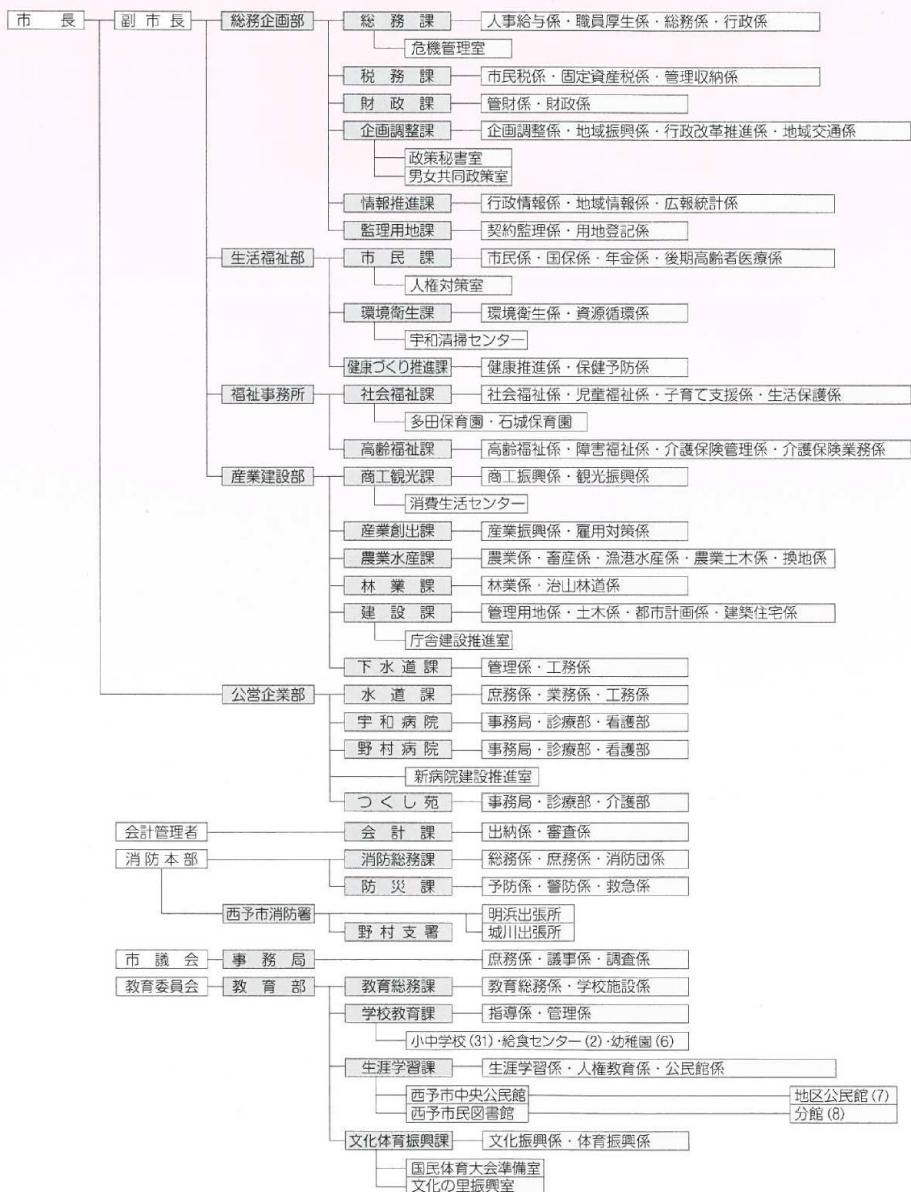 市長 副市長 総務企画部 総務課 人事給与係・職員厚生係・総務係・行政係
危機管理室
税務課 市民税係・固定資産税係・管理収納係
財政課 管財係・財政係
企画調整課 企画調整係・地域振興係・行政改革推進係・地域交通係
政策秘書室
男女共同政策室
情報推進課 行政情報係・地域情報係・広報統計係
監理用地課 契約監理係・用地登記係
生活福祉部 市民課 市民係・国保係・年金係・後期高齢者医療係
人権対策室
環境衛生課 環境衛生係・資源循環係
宇和清掃センター
健康づくり推進課 健康推進係・保健予防係
福祉事務所 社会福祉課 社会福祉係・児童福祉係・子育て支援係・生活保護係
多田保育園・石城保育園
高齢福祉課 高齢福祉係・障害福祉係・介護保険管理係・介護保険業務係
産業建設部 商工観光課 商工振興係・観光振興係
消費生活センター
産業創出課 産業振興係・雇用対策係
農業水産課 農業係・畜産係・漁港水産係・農業土木係・換地係
林業課 林業係・治山林道係
建設課 管理用地係・土木係・都市計画係・建築住宅係
庁舎建設推進室
下水道課 管理係・工務係
公営企業部 水道課 庶務係・業務係・工務係
宇和病院 事務局・診療部・看護部
野村病院 事務局・診療部・看護部
新病院建設推進室
つくし苑 事務局・診療部・介護部
会計管理者 会計課 出納係・審査係
消防本部 消防総務課 総務係・庶務係・消防団係
防災課 予防係・警防係・救急係
西予市消防署 明浜出張所
野村支署 城川出張所
市議会 事務局 庶務係・議事係・調査係
教育委員会 教育部 教育総務課 教育総務係・学校施設係
学校教育課 指導係・管理係
小中学校(31)・給食センター(2)・幼稚園(6)
生涯学習課 生涯学習係・人権教育係・公民館係
西予市中央公民館 地区公民館(7)
西予市民図書館 分館(8)
文化体育振興課 文化振興係・体育振興係
国民体育大会準備室
文化の里振興室